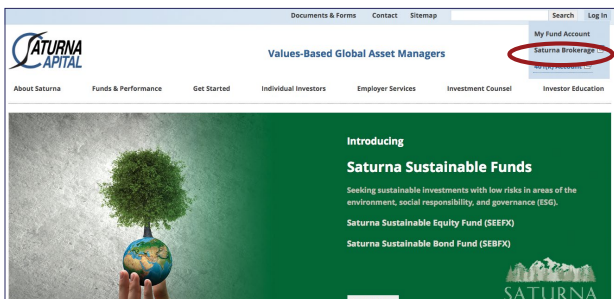 Documents & Forms Contact Sitemap Search Log In
My Fund Account
Saturna Brokerage
401(k) Account
SATURNA
CAPITAL
Values-Based Global Asset Managers
About Saturna Funds & Performance Get Started Individual Investors Employer Services Investment Counsel Investor Education
Introducing
Saturna Sustainable Funds
Seeking sustainable investments with low risks in areas of the
environment, social responsibility, and governance (ESG).
Saturna Sustainable Equity Fund (SEEFX)
Saturna Sustainable Bond Fund (SEBFX)
SATURNA